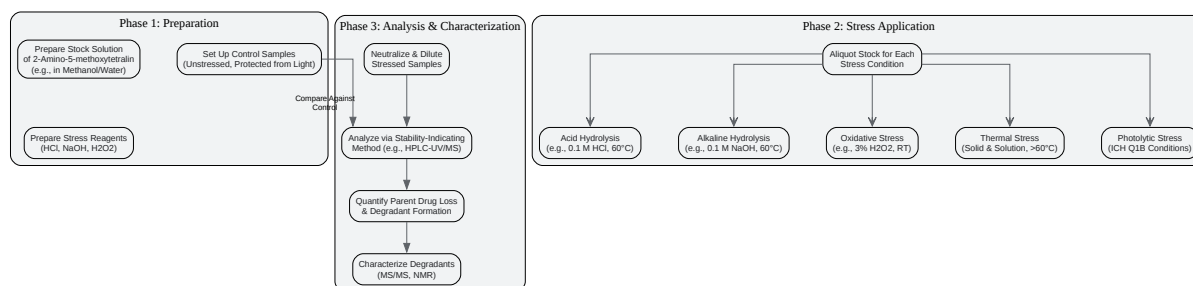 Phase 1: Preparation
Prepare Stock Solution
of 2-Amino-5-methoxytetralin
(e.g., in Methanol/Water)
Set Up Control Samples
(Unstressed, Protected from Light)
Prepare Stress Reagents
(HCl, NaOH, H2O2)
Compare Against
Control
Phase 3: Analysis & Characterization
Neutralize & Dilute
Stressed Samples
Analyze via Stability-Indicating
Method (e.g., HPLC-UV/MS)
Quantify Parent Drug Loss
& Degradant Formation
Characterize Degradants
(MS/MS, NMR)
Phase 2: Stress Application
Aliquot Stock for Each
Stress Condition
Acid Hydrolysis
(e.g., 0.1 M HCl, 60°C)
Alkaline Hydrolysis
(e.g., 0.1 M NaOH, 60°C)
Oxidative Stress
(e.g., 3% H2O2, RT)
Thermal Stress
(Solid & Solution, >60°C)
Photolytic Stress
(ICH Q1B Conditions)